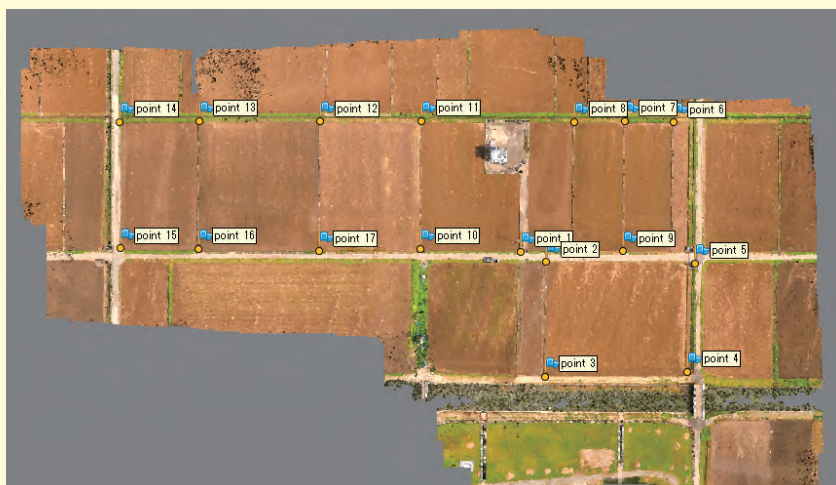 point 14
point 13
point 12
point 11
point 8
point 7
point 6
point 15
point 16
point 17
point 10
point 1
point 2
point 9
point 5
point 3
point 4